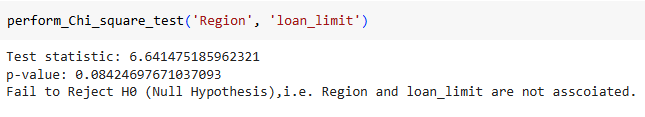 perform_Chi_square_test('Region', 'loan_limit')
Test statistic: 6.641475185962321
p-value: 0.08424697671037093
Fail to Reject H0 (Null Hypothesis),i.e. Region and loan_limit are not asscoiated.